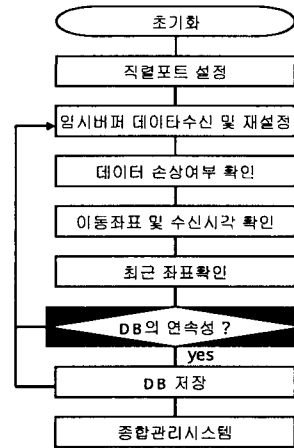 초기화
직렬포트 설정
임시버퍼 데이타수신 및 재설정
데이터 손상여부 확인
이동좌표 및 수신시각 확인
최근 좌표확인
DB의 연속성 ?
yes
DB 저장
종합관리시스템